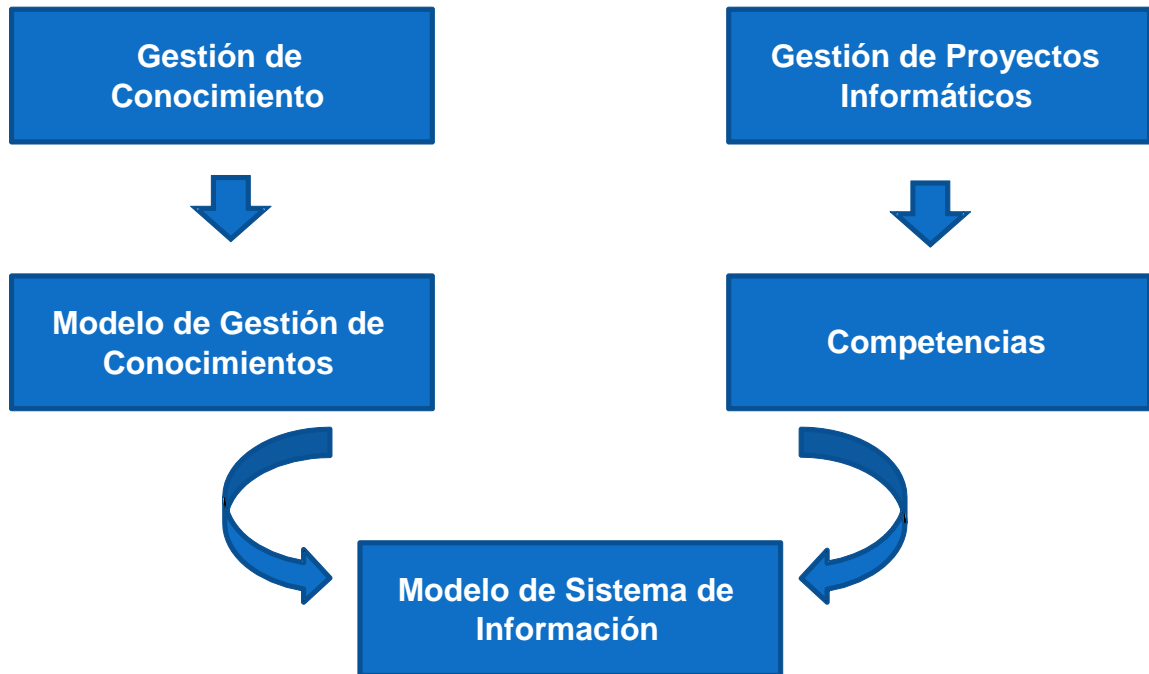 Gestión de
Conocimiento
Gestión de Proyectos
Informáticos
Modelo de Gestión de
Conocimientos
Competencias
Modelo de Sistema de
Información